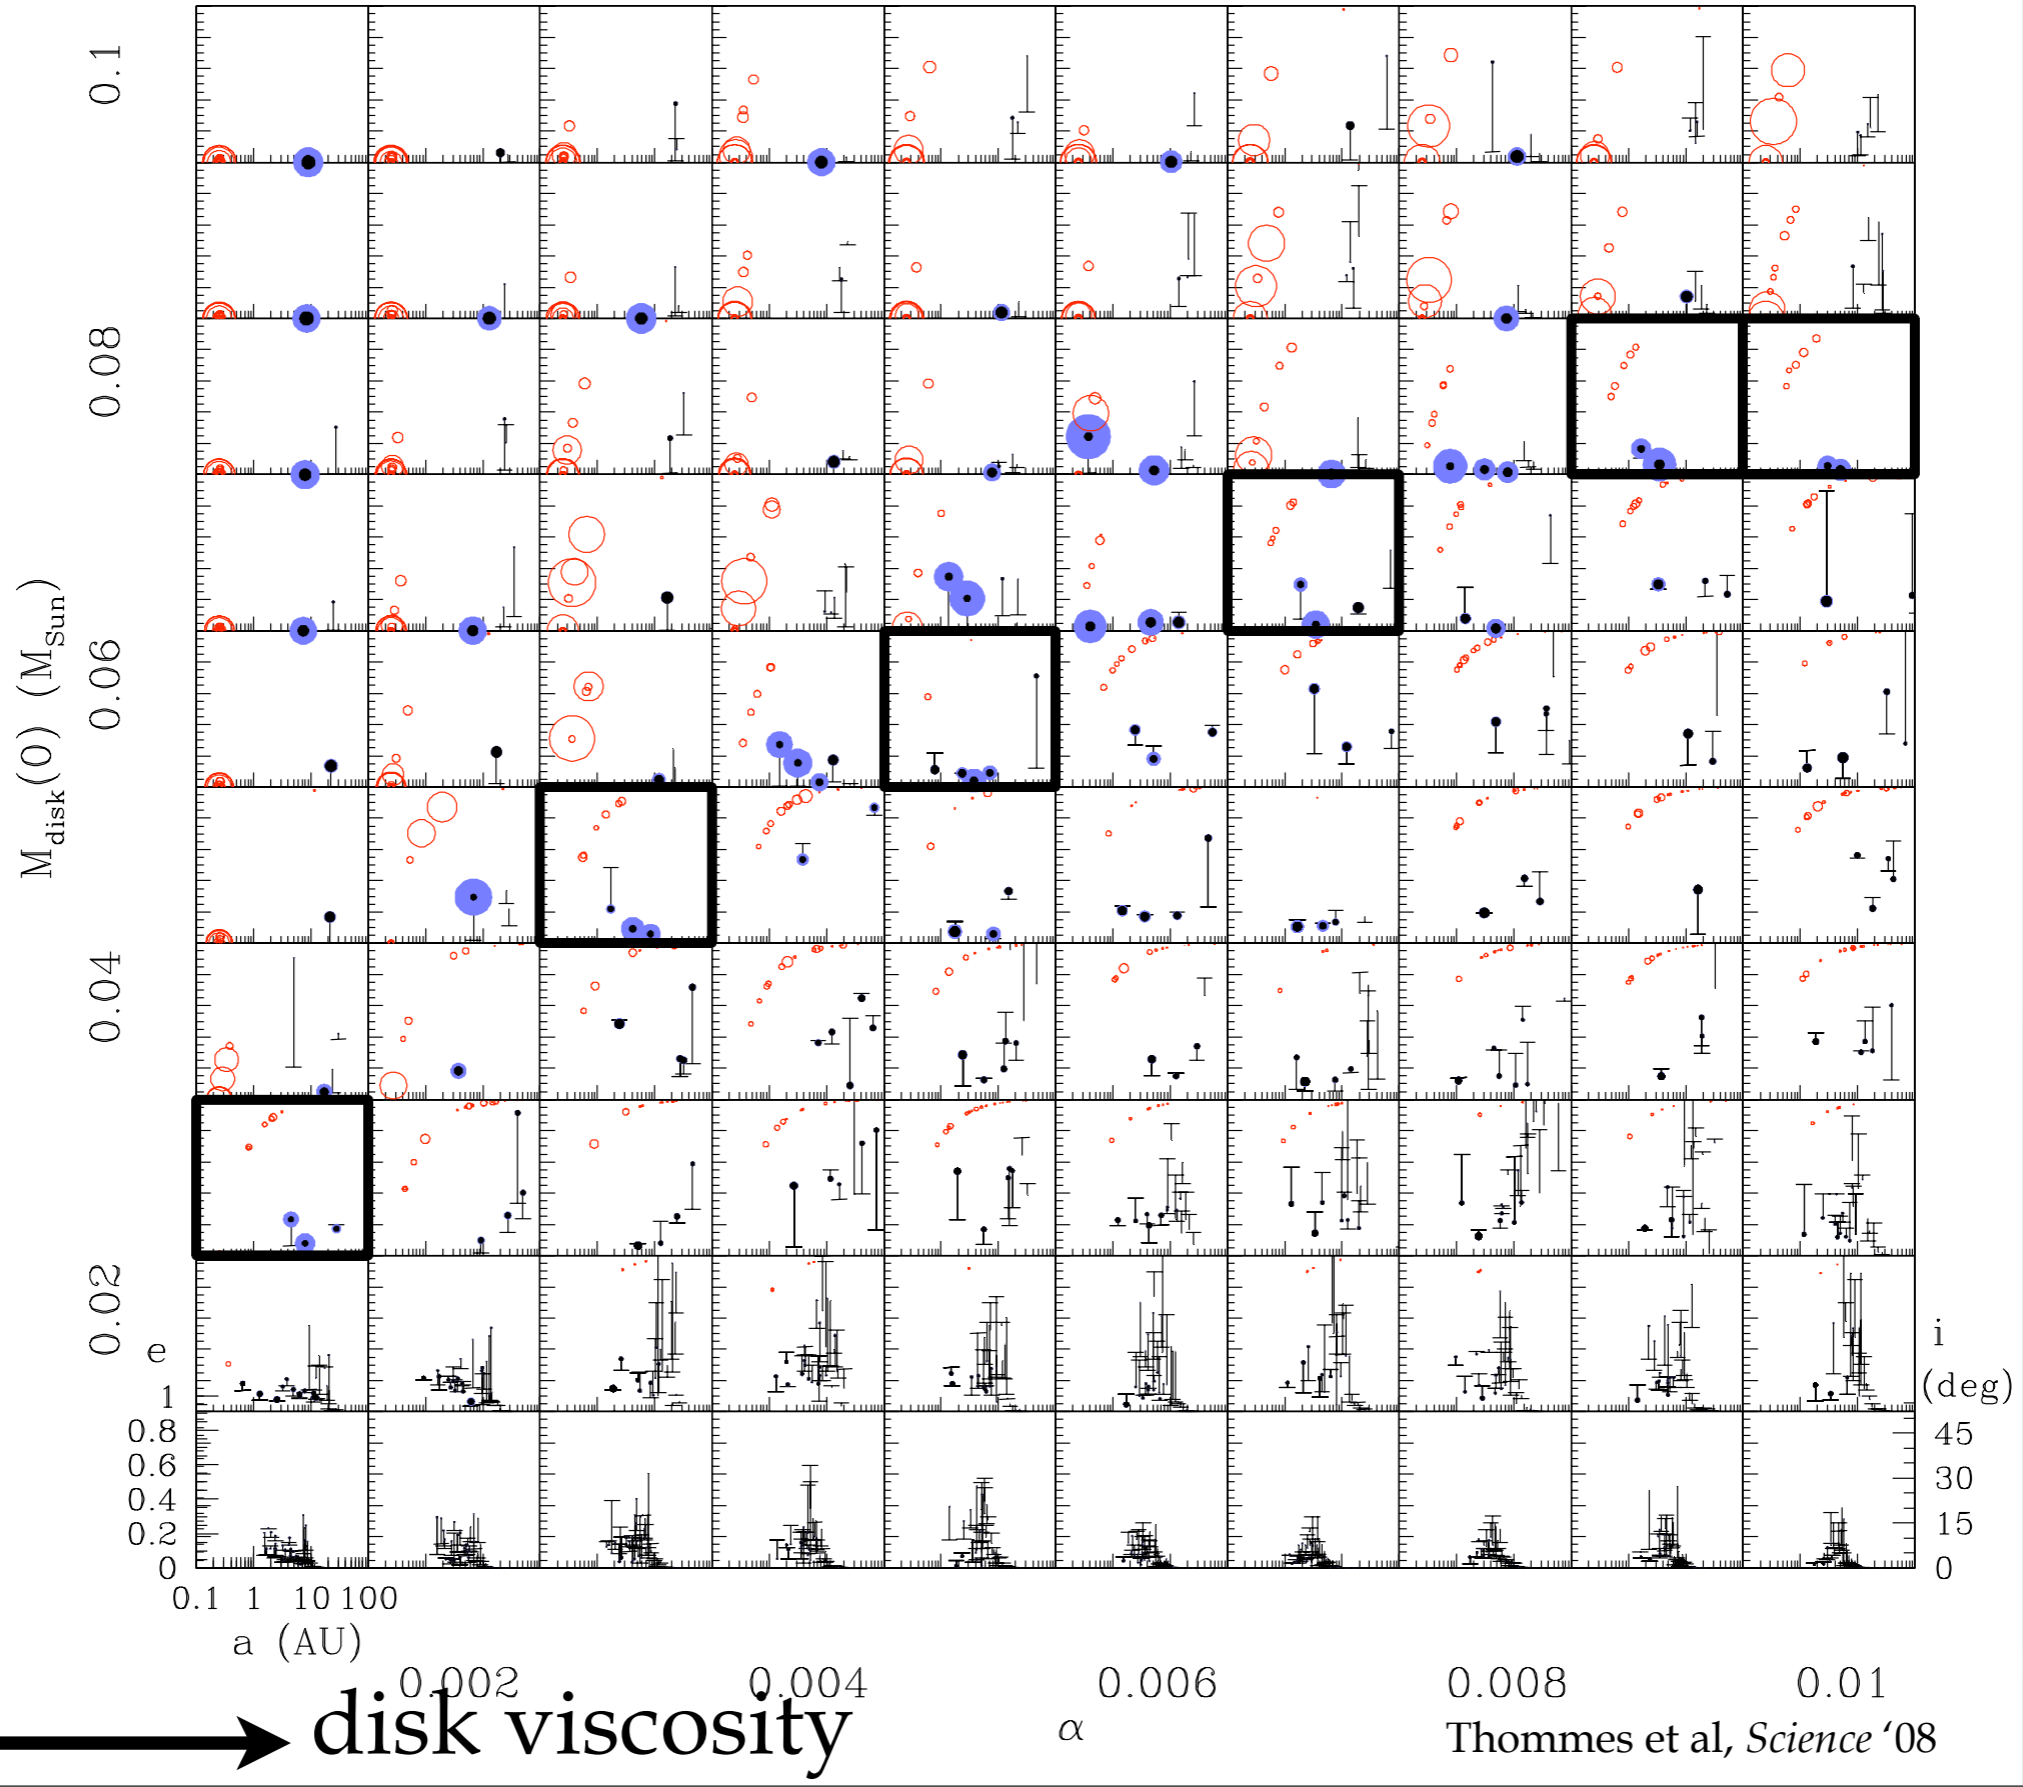 0.1
0.08
0.06
0.04
0.02
M_disk(0) (M_Sun)
e
1
0.8
0.6
0.4
0.2
0
i
(deg)
45
30
15
0
0.1 1 10 100
a (AU)
0.002 0.004 0.006 0.008 0.01
disk viscosity
α
Thommes et al, Science ‘08